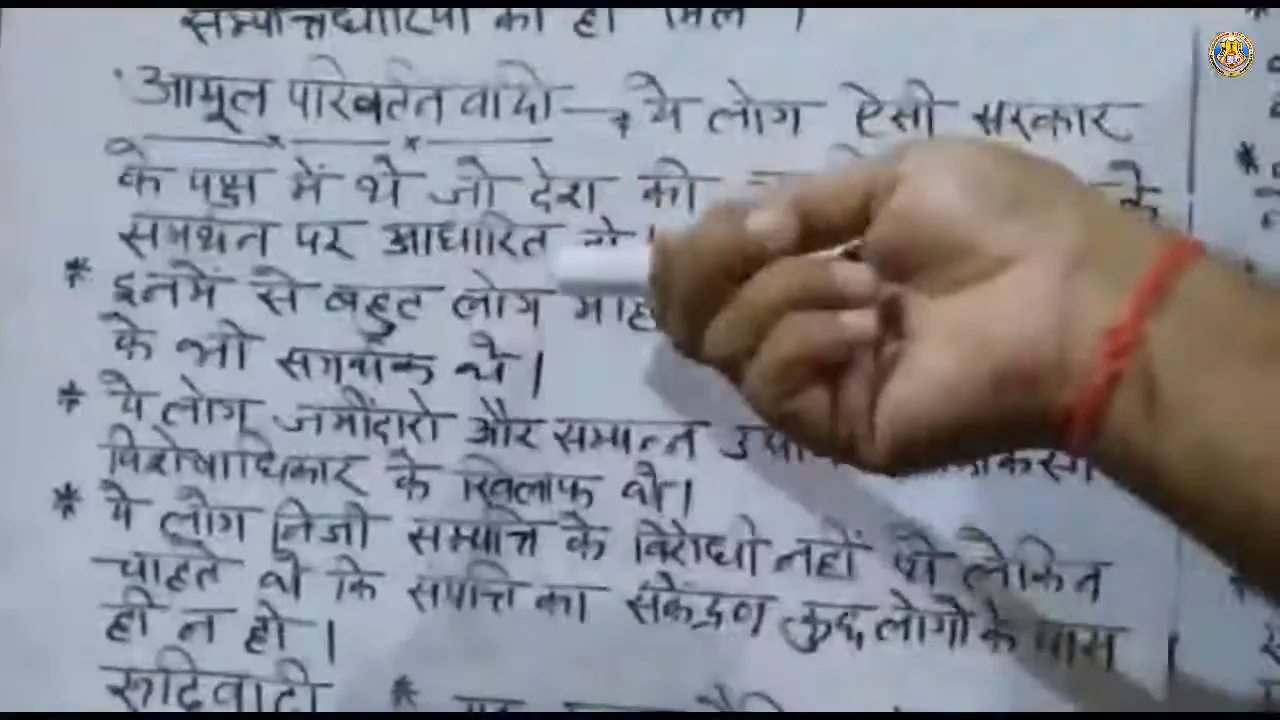 सम्पत्तिधारियों को ही मिले ।
आमूल परिवर्तनवादी → ये लोग ऐसी सरकार
के पक्ष में थे जो देश की के
समर्थन पर आधारित हो।
* इनमें से बहुत लोग
के भी समर्थक थे।
* ये लोग जमींदारो और सम्पन्न
विशेषाधिकार के खिलाफ थे।
* ये लोग निजी सम्पत्ति के विरोधी नहीं थे लेकिन
चाहते थे कि संपत्ति का संकेंद्रण कुछ लोगों के पास
ही न हो।
रूढ़िवादी *